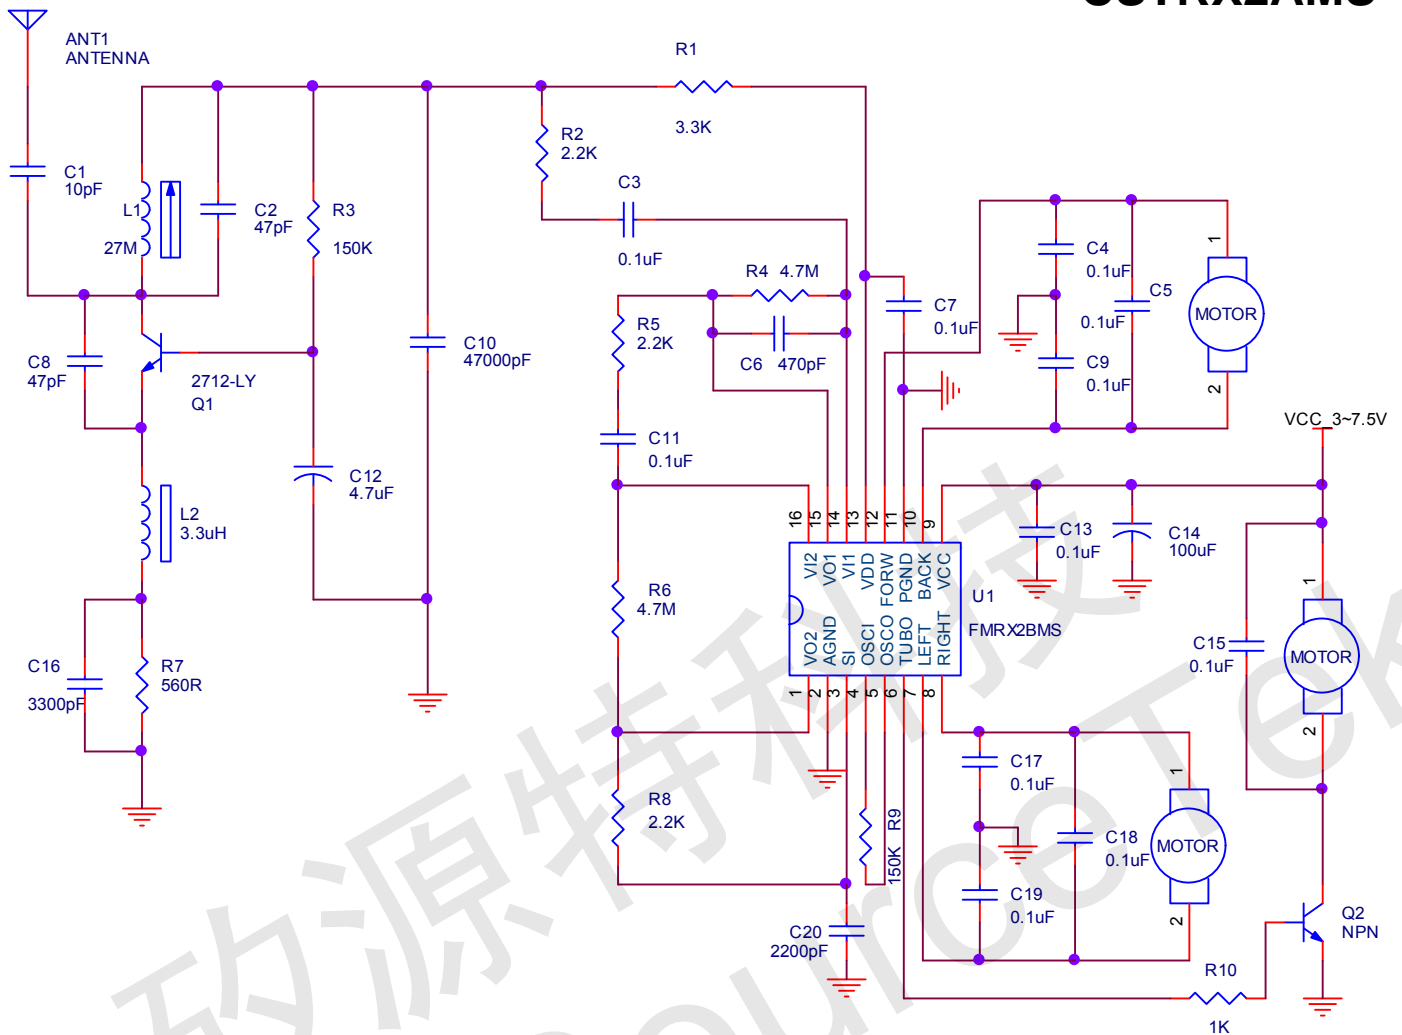 ANT1
ANTENNA
R1
3.3K
R2
2.2K
C1
10pF
C3
0.1uF
L1
27M
C2
47pF
R3
150K
R4 4.7M
C4
0.1uF
C5
0.1uF
MOTOR
1
2
C7
0.1uF
R5
2.2K
C6 470pF
C8
47pF
2712-LY
Q1
C10
47000pF
C9
0.1uF
VCC_3~7.5V
C11
0.1uF
C12
4.7uF
L2
3.3uH
16
15
14
13
12
11
10
9
VI2
VO1
VI1
VDD
FORW
PGND
BACK
VCC
VO2
AGND
SI
OSCI
OSCO
TUBO
LEFT
RIGHT
1
2
3
4
5
6
7
8
U1
FMRX2BMS
C13
0.1uF
C14
100uF
R6
4.7M
C15
0.1uF
MOTOR
1
2
C16
3300pF
R7
560R
C17
0.1uF
R8
2.2K
R9
150K
C18
0.1uF
MOTOR
1
2
C19
0.1uF
C20
2200pF
Q2
NPN
R10
1K
矽源特科技